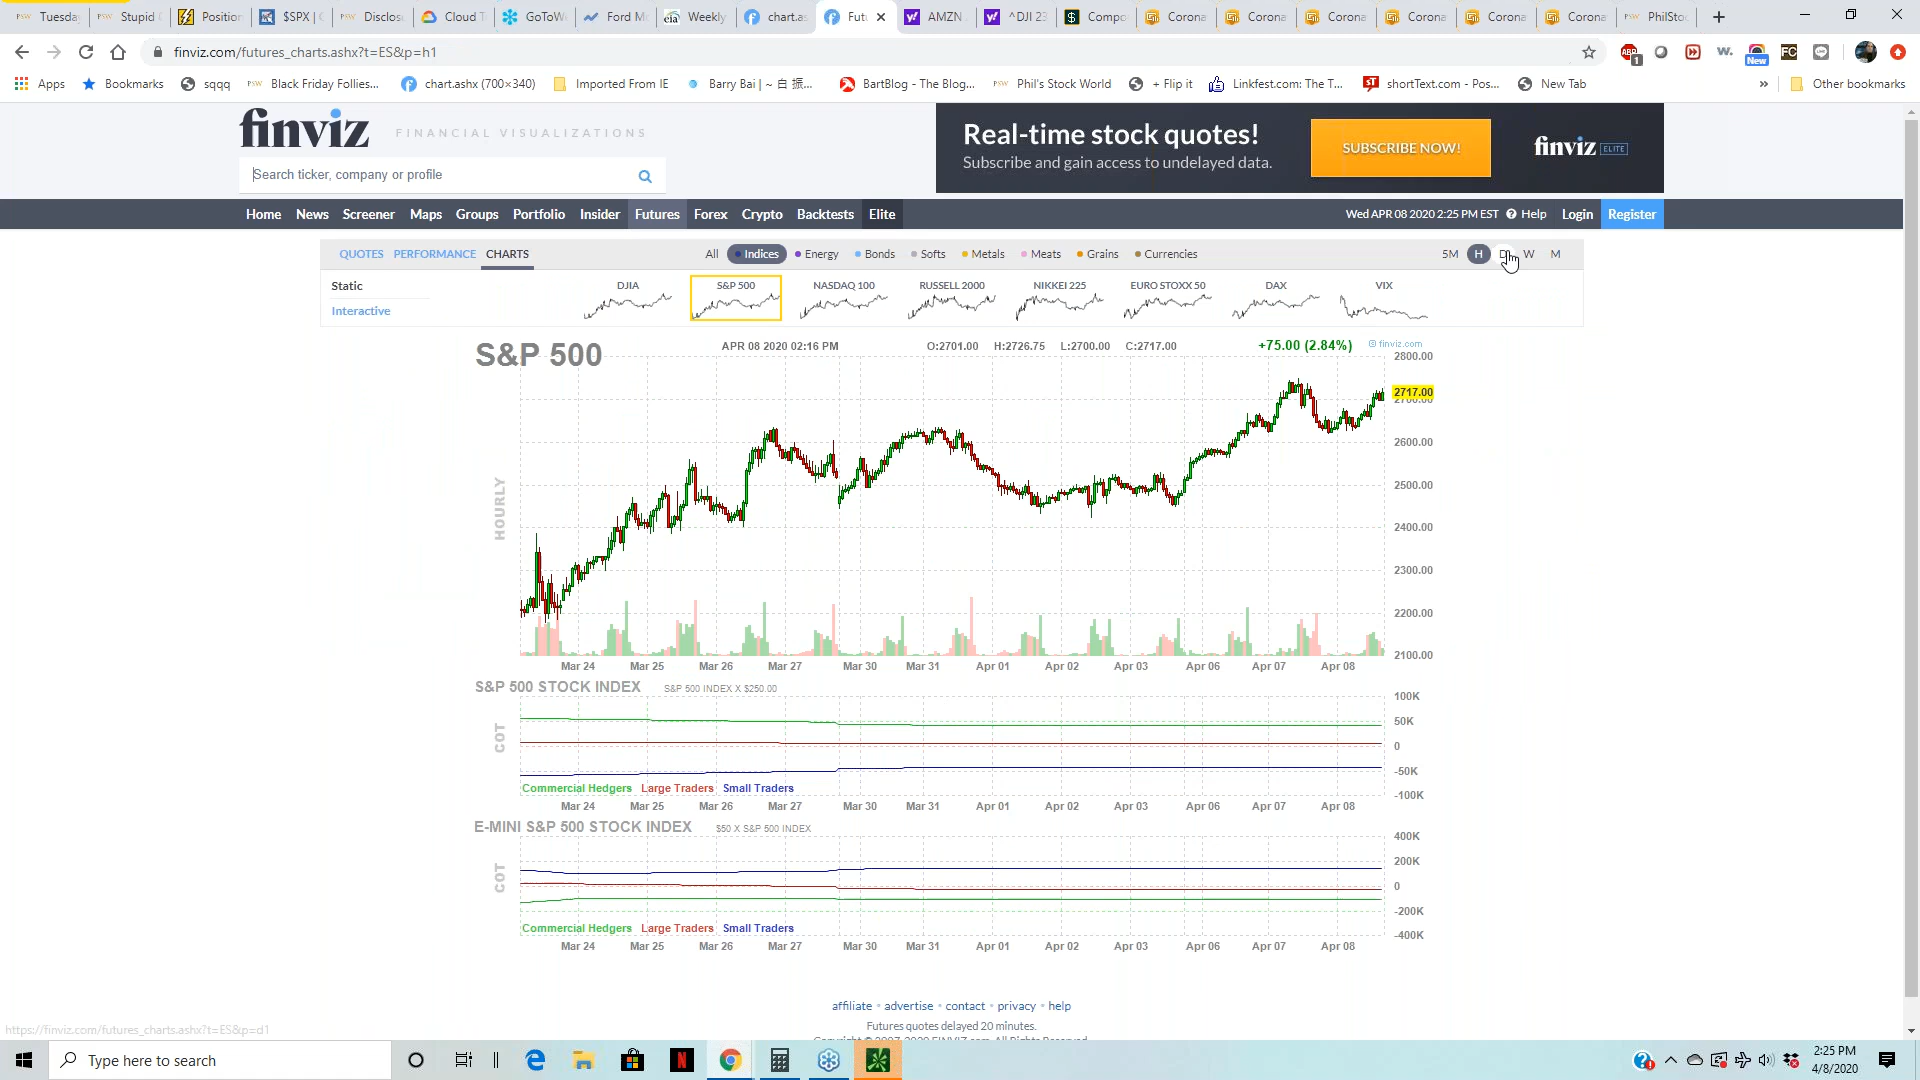 Tuesda
Stupid
Position
$SPX | (
Disclos
Cloud T
GoToW
Ford M
Weekly
chart.as
Fut
AMZN
^DJI 23
Compo
Corona
Corona
Corona
Corona
Corona
Corona
PhilSto
finviz.com/futures_charts.ashx?t=ES&p=h1
Apps
Bookmarks
sqqq
Black Friday Follies...
chart.ashx (700×340)
Imported From IE
Barry Bai | ~ 白 振...
BartBlog - The Blog...
Phil's Stock World
+ Flip it
Linkfest.com: The T...
shortText.com - Pos...
New Tab
»
Other bookmarks
finviz
FINANCIAL VISUALIZATIONS
Search ticker, company or profile
Real-time stock quotes!
Subscribe and gain access to undelayed data.
SUBSCRIBE NOW!
finviz ELITE
Home News Screener Maps Groups Portfolio Insider Futures Forex Crypto Backtests Elite
Wed APR 08 2020 2:25 PM EST
Help
Login
Register
QUOTES PERFORMANCE CHARTS
All Indices Energy Bonds Softs Metals Meats Grains Currencies
5M H D W M
Static
Interactive
DJIA
S&P 500
NASDAQ 100
RUSSELL 2000
NIKKEI 225
EURO STOXX 50
DAX
VIX
S&P 500
APR 08 2020 02:16 PM
O:2701.00 H:2726.75 L:2700.00 C:2717.00
+75.00 (2.84%)
© finviz.com
HOURLY
2800.00
2717.00
2700.00
2600.00
2500.00
2400.00
2300.00
2200.00
2100.00
Mar 24 Mar 25 Mar 26 Mar 27 Mar 30 Mar 31 Apr 01 Apr 02 Apr 03 Apr 06 Apr 07 Apr 08
S&P 500 STOCK INDEX
S&P 500 INDEX X $250.00
COT
100K
50K
0
-50K
-100K
Commercial Hedgers Large Traders Small Traders
Mar 24 Mar 25 Mar 26 Mar 27 Mar 30 Mar 31 Apr 01 Apr 02 Apr 03 Apr 06 Apr 07 Apr 08
E-MINI S&P 500 STOCK INDEX
$50 X S&P 500 INDEX
COT
400K
200K
0
-200K
-400K
Commercial Hedgers Large Traders Small Traders
Mar 24 Mar 25 Mar 26 Mar 27 Mar 30 Mar 31 Apr 01 Apr 02 Apr 03 Apr 06 Apr 07 Apr 08
affiliate • advertise • contact • privacy • help
Futures quotes delayed 20 minutes.
https://finviz.com/futures_charts.ashx?t=ES&p=d1
Type here to search
2:25 PM
4/8/2020